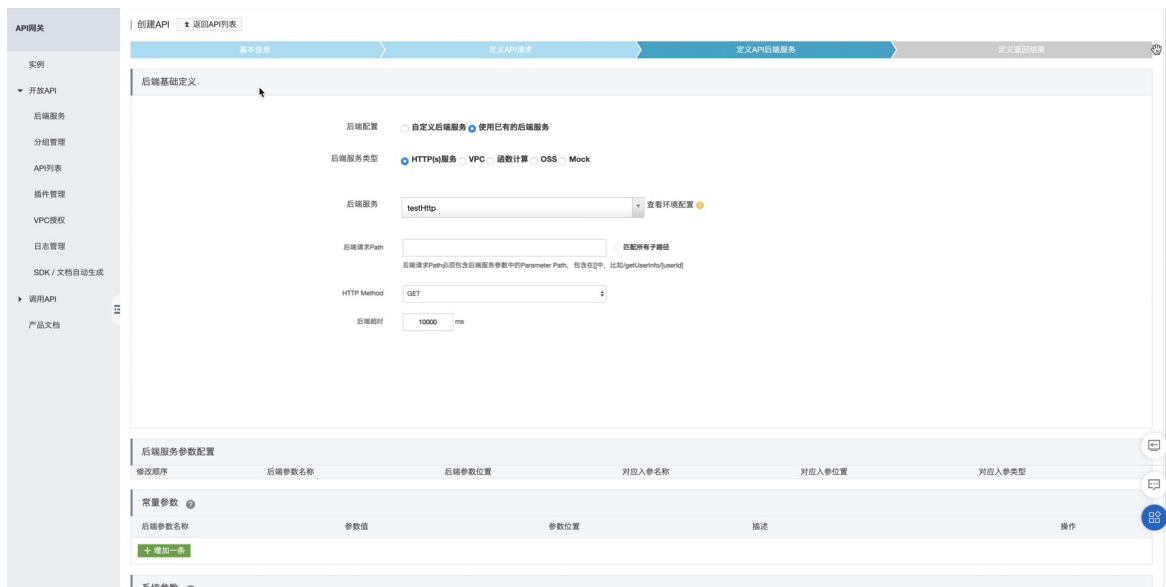 API网关
创建API 返回API列表
基本信息 定义API请求 定义API后端服务 定义返回结果
实例
开放API
后端服务
分组管理
API列表
插件管理
VPC授权
日志管理
SDK / 文档自动生成
调用API
产品文档
后端基础定义
后端配置 自定义后端服务 使用已有的后端服务
后端服务类型 HTTP(s)服务 VPC 函数计算 OSS Mock
后端服务 testHttp 查看环境配置
后端请求Path 匹配所有子路径
后端请求Path必须包含后端服务参数中的Parameter Path，包含在[]中，比如/getUserInfo/[userId]
HTTP Method GET
后端超时 10000 ms
后端服务参数配置
修改顺序 后端参数名称 后端参数位置 对应入参名称 对应入参位置 对应入参类型
常量参数
后端参数名称 参数值 参数位置 描述 操作
+ 增加一条
系统参数